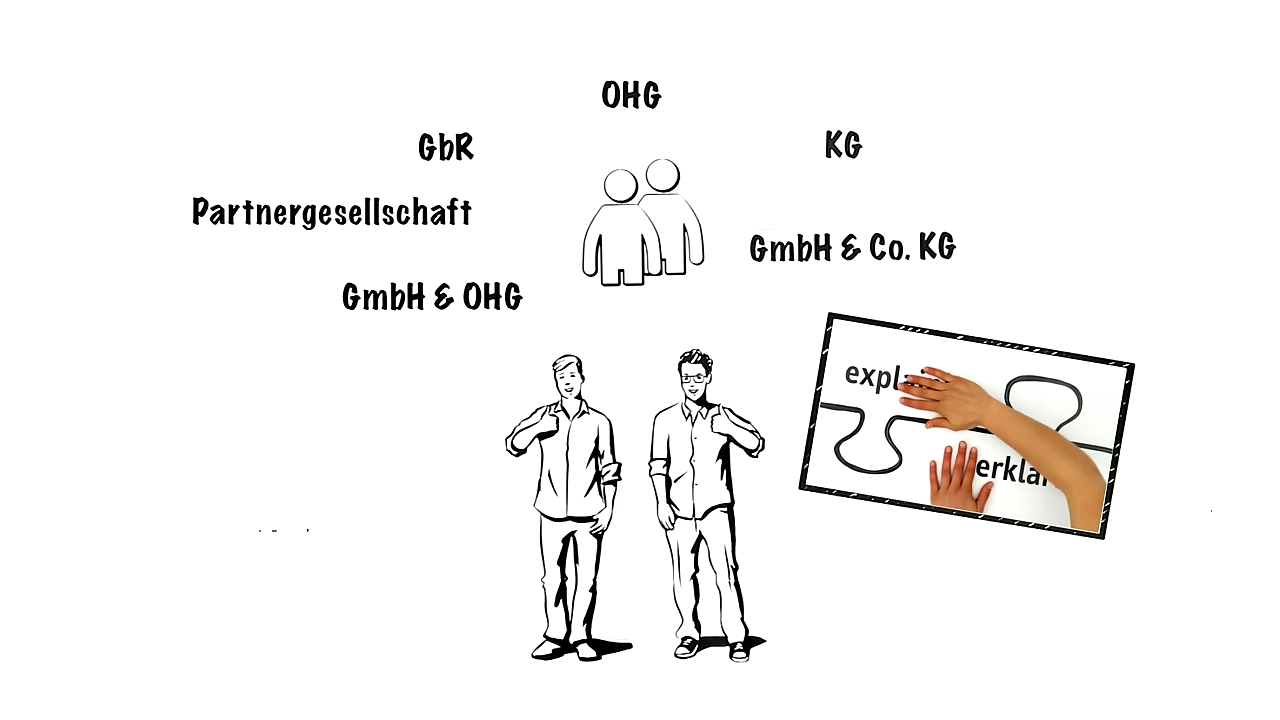 OHG
GbR
KG
Partnergesellschaft
GmbH & Co. KG
GmbH & OHG